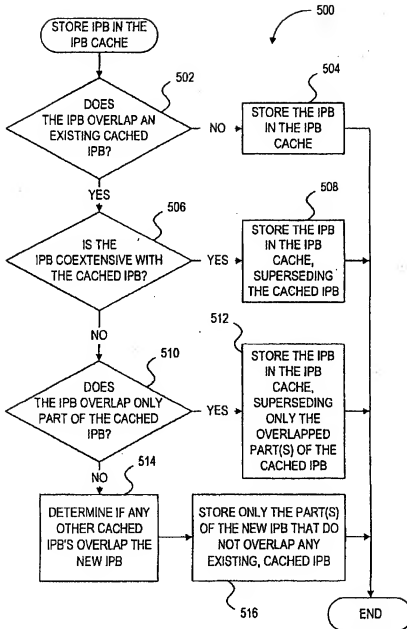 500
STORE IPB IN THE
IPB CACHE
502
DOES
THE IPB OVERLAP AN
EXISTING CACHED
IPB?
NO
504
STORE THE IPB
IN THE IPB
CACHE
YES
506
IS THE
IPB COEXTENSIVE WITH
THE CACHED IPB?
YES
508
STORE THE IPB
IN THE IPB
CACHE,
SUPERSEDING
THE CACHED IPB
NO
510
DOES
THE IPB OVERLAP ONLY
PART OF THE CACHED
IPB?
YES
512
STORE THE IPB
IN THE IPB
CACHE,
SUPERSEDING
ONLY THE
OVERLAPPED
PART(S) OF THE
CACHED IPB
NO
514
DETERMINE IF ANY
OTHER CACHED
IPB'S OVERLAP THE
NEW IPB
STORE ONLY THE PART(S)
OF THE NEW IPB THAT DO
NOT OVERLAP ANY
EXISTING, CACHED IPB
516
END